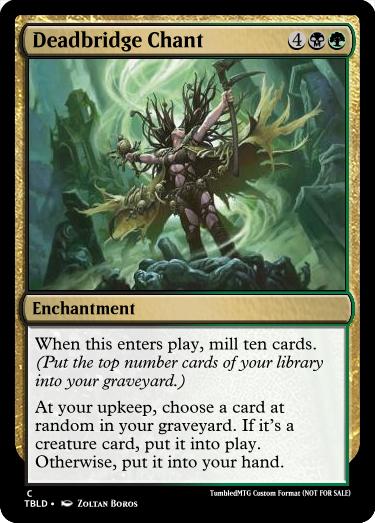 Deadbridge Chant 4
Enchantment
When this enters play, mill ten cards.
(Put the top number cards of your library
into your graveyard.)
At your upkeep, choose a card at
random in your graveyard. If it's a
creature card, put it into play.
Otherwise, put it into your hand.
C
TBLD • Zoltan Boros
TumbledMTG Custom Format (NOT FOR SALE)